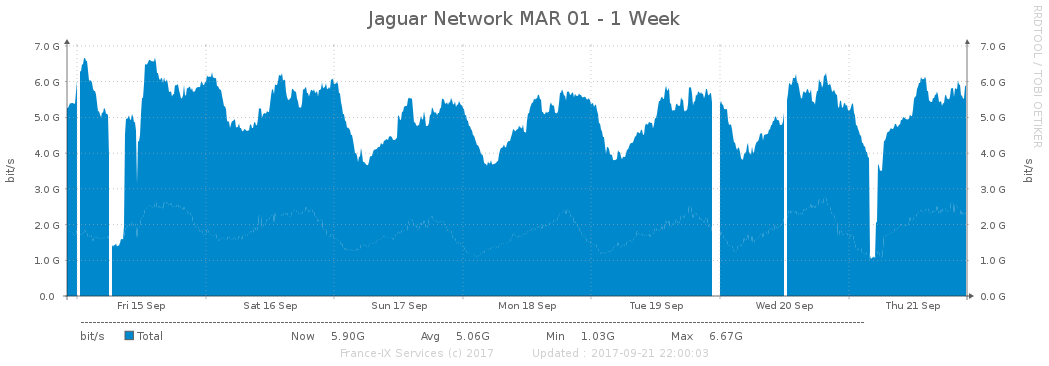 Jaguar Network MAR 01 - 1 Week
RRDTOOL / TOBI OETIKER
7.0 G 7.0 G
6.0 G 6.0 G
5.0 G 5.0 G
4.0 G 4.0 G
3.0 G 3.0 G
2.0 G 2.0 G
1.0 G 1.0 G
0.0 0.0 G
bit/s
bit/s
Fri 15 Sep Sat 16 Sep Sun 17 Sep Mon 18 Sep Tue 19 Sep Wed 20 Sep Thu 21 Sep
bit/s Total Now 5.90G Avg 5.06G Min 1.03G Max 6.67G
France-IX Services (c) 2017 Updated : 2017-09-21 22:00:03